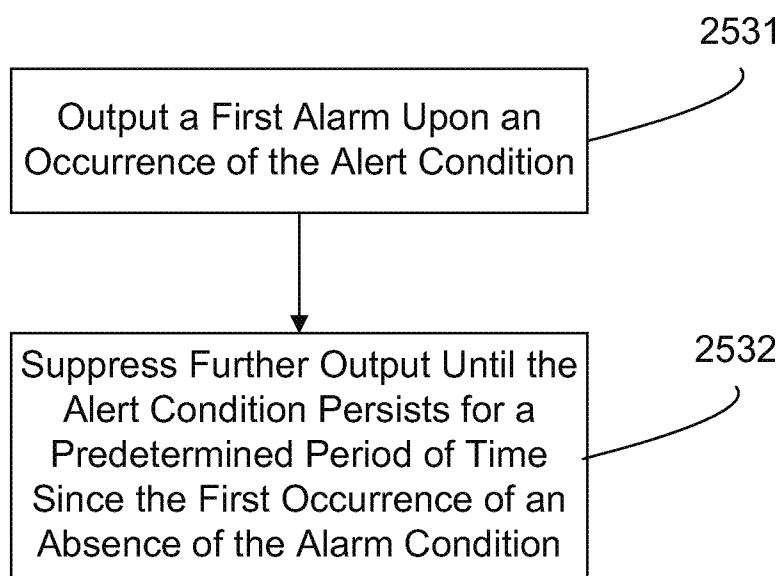 2531
Output a First Alarm Upon an
Occurrence of the Alert Condition
2532
Suppress Further Output Until the
Alert Condition Persists for a
Predetermined Period of Time
Since the First Occurrence of an
Absence of the Alarm Condition